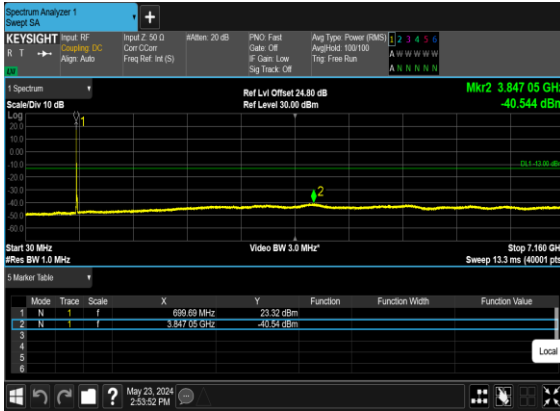 Spectrum Analyzer 1
Swept SA
+
KEYSIGHT Input: RF Input Z: 50 Ω #Atten: 20 dB PNO: Fast Avg Type: Power (RMS) 1 2 3 4 5 6
R T Coupling: DC Corr CCorr Gate: Off Avg|Hold: 100/100 A W W W W W
Align: Auto Freq Ref: Int (S) IF Gain: Low Trig: Free Run
Sig Track: Off A N N N N N
1 Spectrum Ref Lvl Offset 24.80 dB Mkr2 3.847 05 GHz
Scale/Div 10 dB Ref Level 30.00 dBm -40.544 dBm
Log
20.0
10.0
0.00
-10.0
-20.0
-30.0
-40.0
-50.0
-60.0
1
DL1 -13.00 dBm
2
Start 30 MHz Video BW 3.0 MHz* Stop 7.160 GH
#Res BW 1.0 MHz Sweep 13.3 ms (40001 pts
5 Marker Table
Mode Trace Scale X Y Function Function Width Function Value
1 N 1 f 699.69 MHz 23.32 dBm
2 N 1 f 3.847 05 GHz -40.54 dBm
3
4
5
6
Local
? May 23, 2024
2:53:52 PM